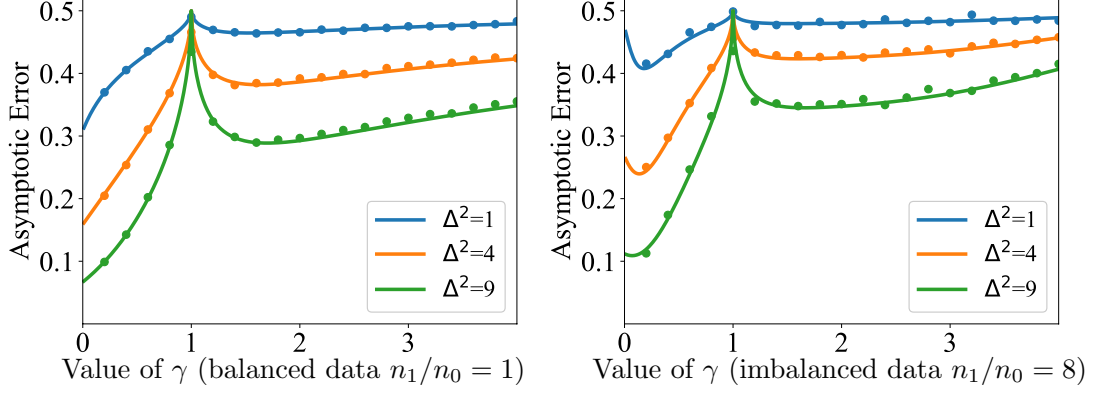 0.5
0.4
0.3
0.2
0.1
Asymptotic Error
Δ²=1
Δ²=4
Δ²=9
0 1 2 3
Value of γ (balanced data n₁/n₀ = 1)
0.5
0.4
0.3
0.2
0.1
Asymptotic Error
Δ²=1
Δ²=4
Δ²=9
0 1 2 3
Value of γ (imbalanced data n₁/n₀ = 8)